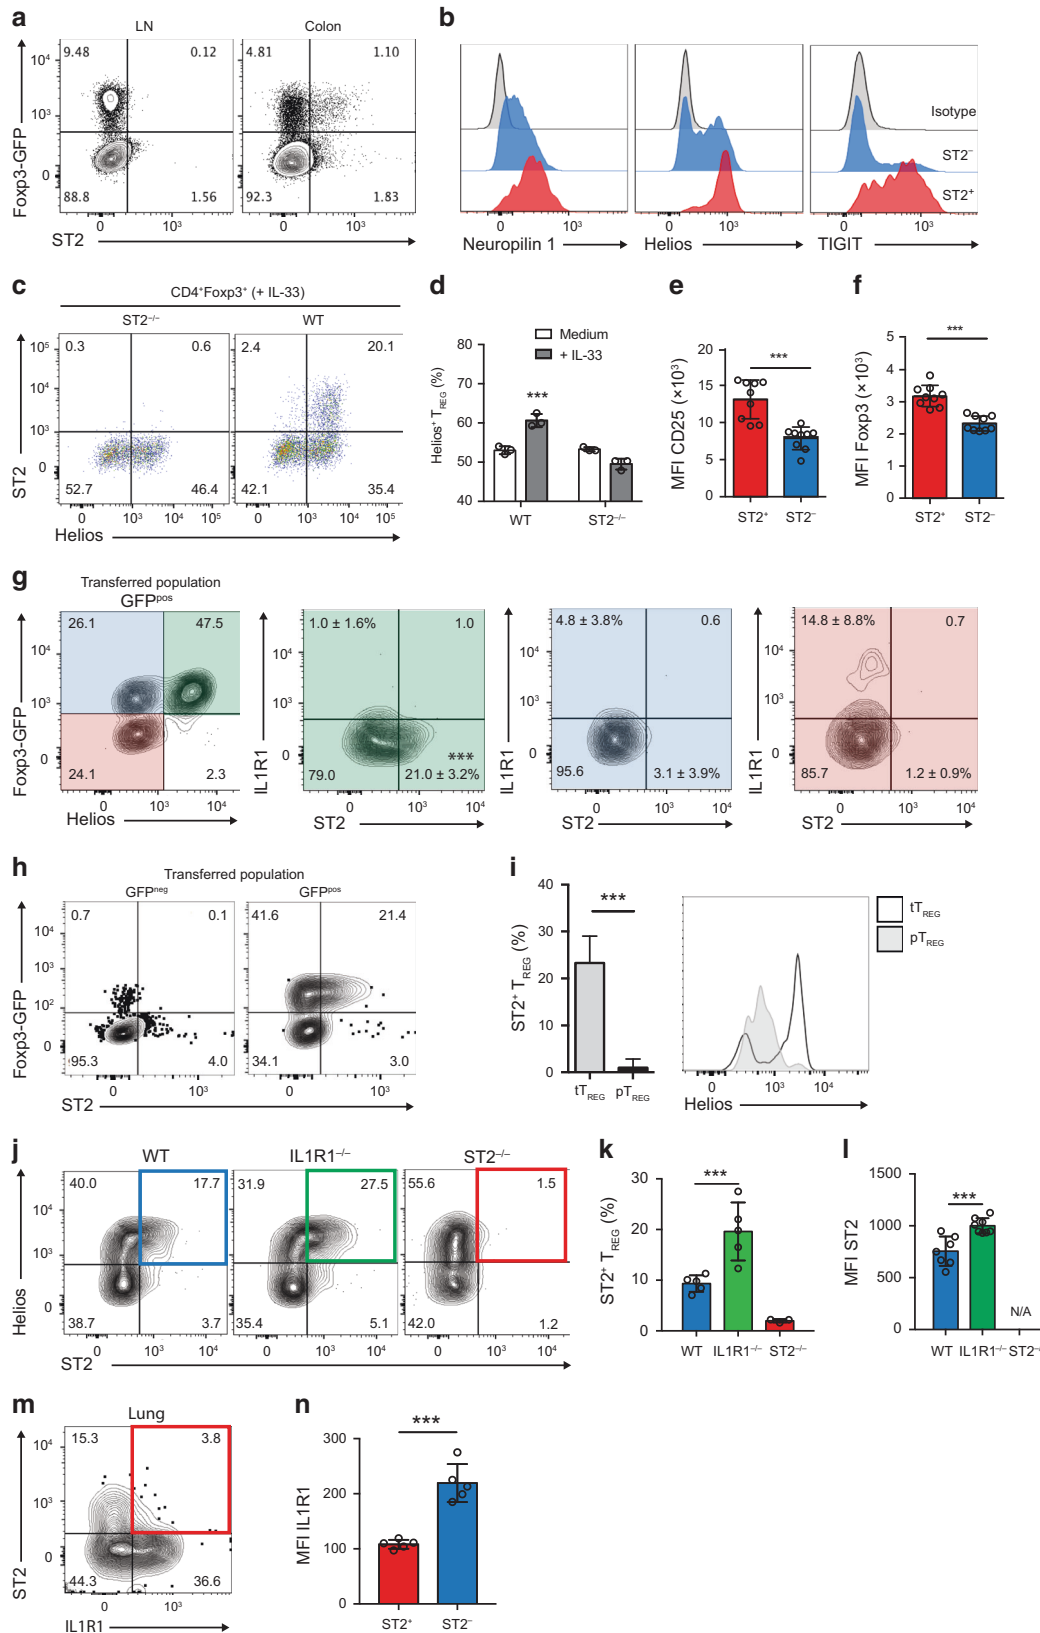 a
LN
Colon
9.48
0.12
4.81
1.10
88.8
1.56
92.3
1.83
10⁴
10³
0
Foxp3-GFP
0
10³
0
10³
ST2
b
Isotype
ST2⁻
ST2⁺
0
10³
0
10³
0
10³
Neuropilin 1
Helios
TIGIT
c
CD4⁺Foxp3⁺ (+ IL-33)
ST2⁻/⁻
WT
0.3
0.6
2.4
20.1
52.7
46.4
42.1
35.4
10⁵
10⁴
10³
0
ST2
0
10³
10⁴
10⁵
0
10³
10⁴
10⁵
Helios
d
Medium
+ IL-33
80
70
60
50
40
Helios⁺ TREG (%)
***
WT
ST2⁻/⁻
e
20
15
10
5
0
MFI CD25 (×10³)
***
ST2⁺
ST2⁻
f
5
4
3
2
1
0
MFI Foxp3 (×10³)
***
ST2⁺
ST2⁻
g
Transferred population
GFPpos
26.1
47.5
24.1
2.3
10⁴
10³
0
Foxp3-GFP
0
10³
10⁴
Helios
1.0 ± 1.6%
1.0
79.0
***
21.0 ± 3.2%
10⁴
10³
0
IL1R1
0
10³
10⁴
ST2
4.8 ± 3.8%
0.6
95.6
3.1 ± 3.9%
10⁴
10³
0
IL1R1
0
10³
10⁴
ST2
14.8 ± 8.8%
0.7
85.7
1.2 ± 0.9%
10⁴
10³
0
IL1R1
0
10³
10⁴
ST2
h
Transferred population
GFPneg
GFPpos
0.7
0.1
41.6
21.4
95.3
4.0
34.1
3.0
10⁴
10³
10²
0
Foxp3-GFP
0
10³
0
10³
ST2
i
40
30
20
10
0
ST2⁺ TREG (%)
***
tTREG
pTREG
tTREG
pTREG
0
10³
10⁴
Helios
j
WT
IL1R1⁻/⁻
ST2⁻/⁻
40.0
17.7
31.9
27.5
55.6
1.5
38.7
3.7
35.4
5.1
42.0
1.2
10⁴
10³
0
Helios
0
10³
10⁴
0
10³
10⁴
0
10³
10⁴
ST2
k
30
20
10
0
ST2⁺ TREG (%)
***
WT
IL1R1⁻/⁻
ST2⁻/⁻
l
1500
1000
500
0
MFI ST2
***
N/A
WT
IL1R1⁻/⁻
m
Lung
15.3
3.8
44.3
36.6
10⁴
10³
0
ST2
0
10³
IL1R1
n
300
200
100
0
MFI IL1R1
***
ST2⁺
ST2⁻